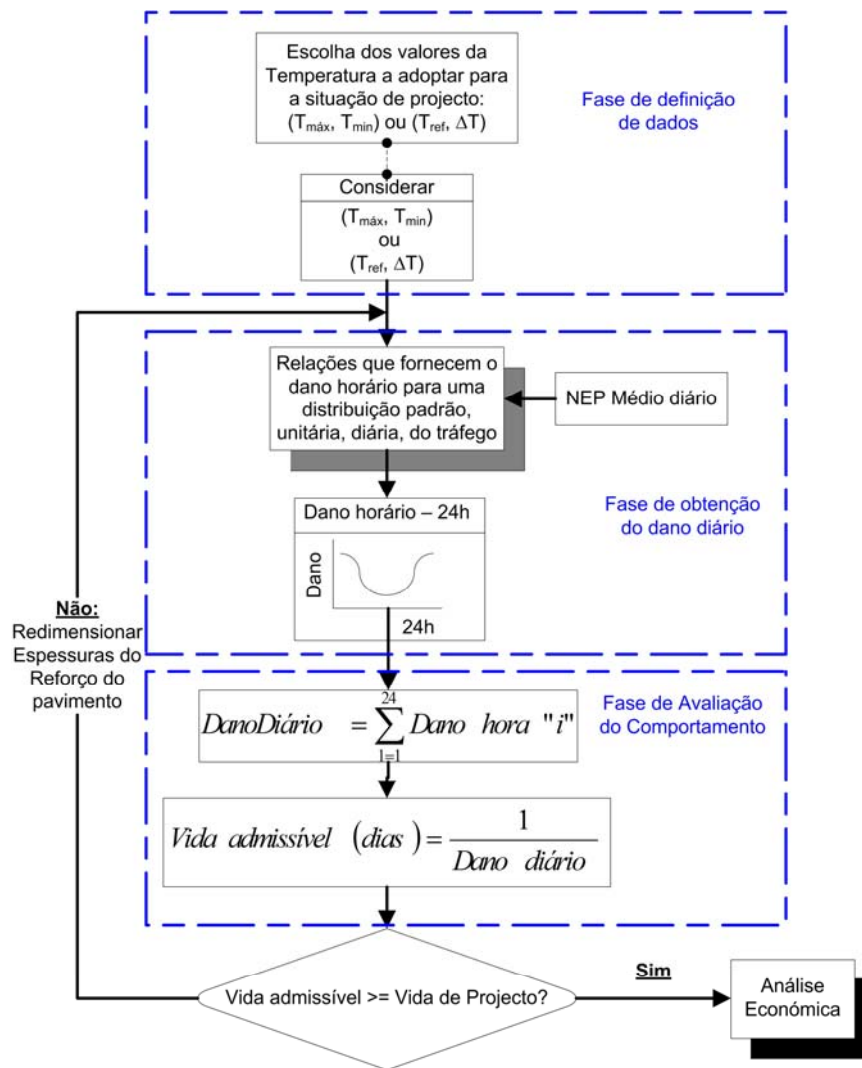 Escolha dos valores da
Temperatura a adoptar para
a situação de projecto:
(Tmáx, Tmin) ou (Tref, ΔT)
Fase de definição
de dados
Considerar
(Tmáx, Tmin)
ou
(Tref, ΔT)
Relações que fornecem o
dano horário para uma
distribuição padrão,
unitária, diária, do tráfego
NEP Médio diário
Fase de obtenção
do dano diário
Dano horário – 24h
Dano
24h
Não:
Redimensionar
Espessuras do
Reforço do
pavimento
Fase de Avaliação
do Comportamento
DanoDiário = ∑ Dano hora "i"
24
1=1
Vida admissível (dias) = 1 / Dano diário
Vida admissível >= Vida de Projecto?
Sim
Análise
Económica